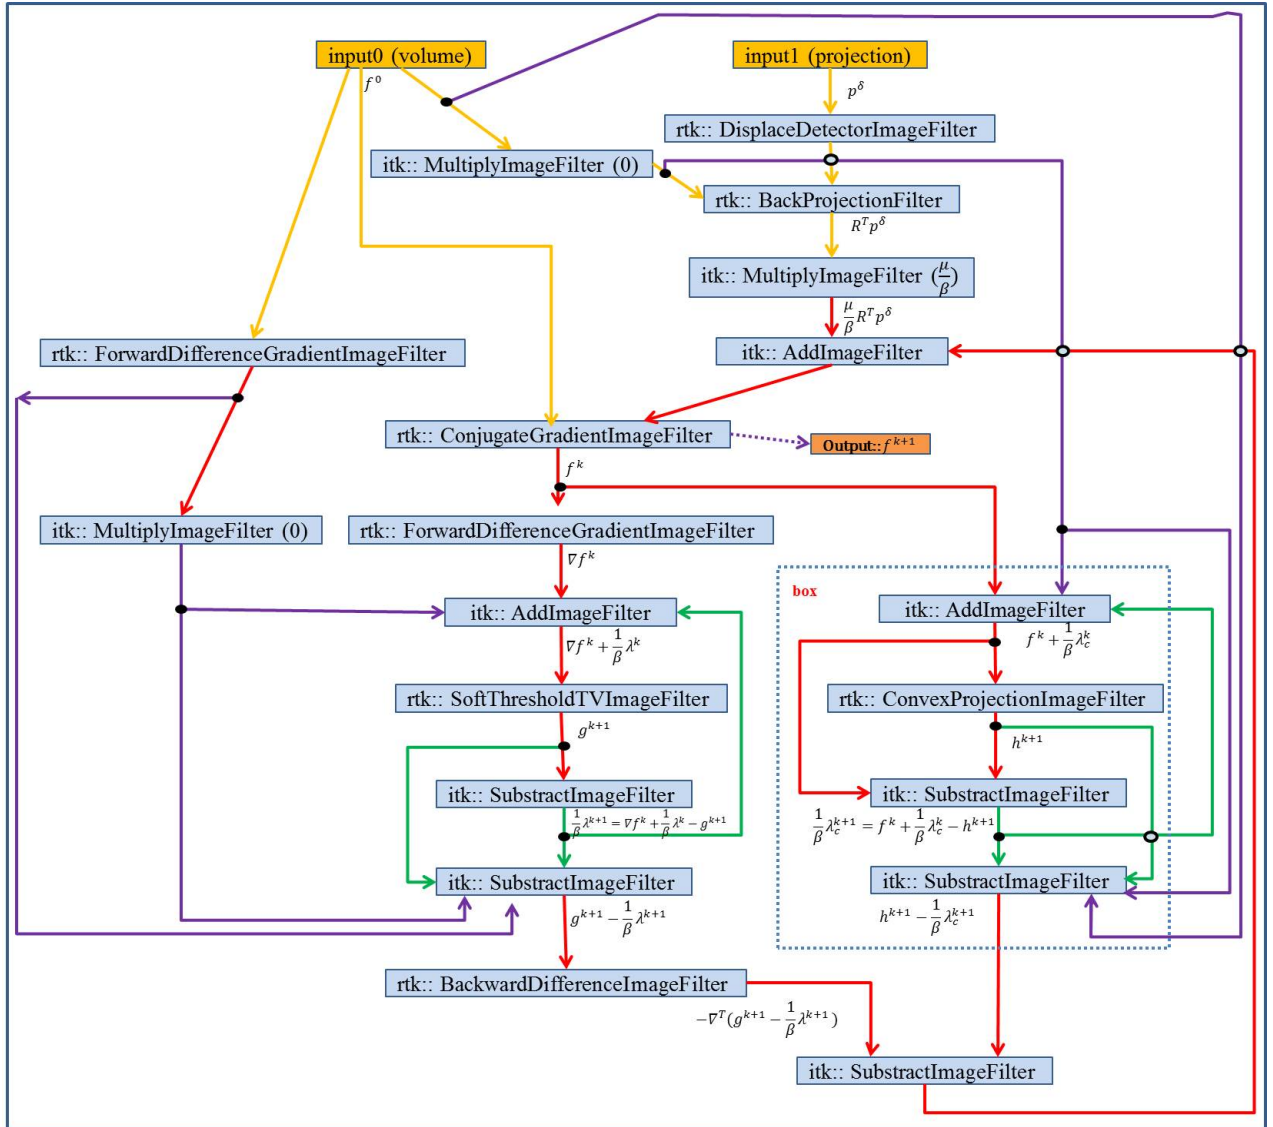 input0 (volume)
input1 (projection)
f⁰
p^δ
rtk:: DisplaceDetectorImageFilter
itk:: MultiplyImageFilter (0)
rtk:: BackProjectionFilter
R^T p^δ
itk:: MultiplyImageFilter (μ/β)
μ/β R^T p^δ
rtk:: ForwardDifferenceGradientImageFilter
itk:: AddImageFilter
rtk:: ConjugateGradientImageFilter
Output:: f^{k+1}
f^k
itk:: MultiplyImageFilter (0)
rtk:: ForwardDifferenceGradientImageFilter
∇f^k
box
itk:: AddImageFilter
itk:: AddImageFilter
∇f^k + 1/β λ^k
f^k + 1/β λ_c^k
rtk:: SoftThresholdTVImageFilter
rtk:: ConvexProjectionImageFilter
g^{k+1}
h^{k+1}
itk:: SubstractImageFilter
itk:: SubstractImageFilter
1/β λ^{k+1} = ∇f^k + 1/β λ^k − g^{k+1}
1/β λ_c^{k+1} = f^k + 1/β λ_c^k − h^{k+1}
itk:: SubstractImageFilter
itk:: SubstractImageFilter
g^{k+1} − 1/β λ^{k+1}
h^{k+1} − 1/β λ_c^{k+1}
rtk:: BackwardDifferenceImageFilter
−∇^T(g^{k+1} − 1/β λ^{k+1})
itk:: SubstractImageFilter